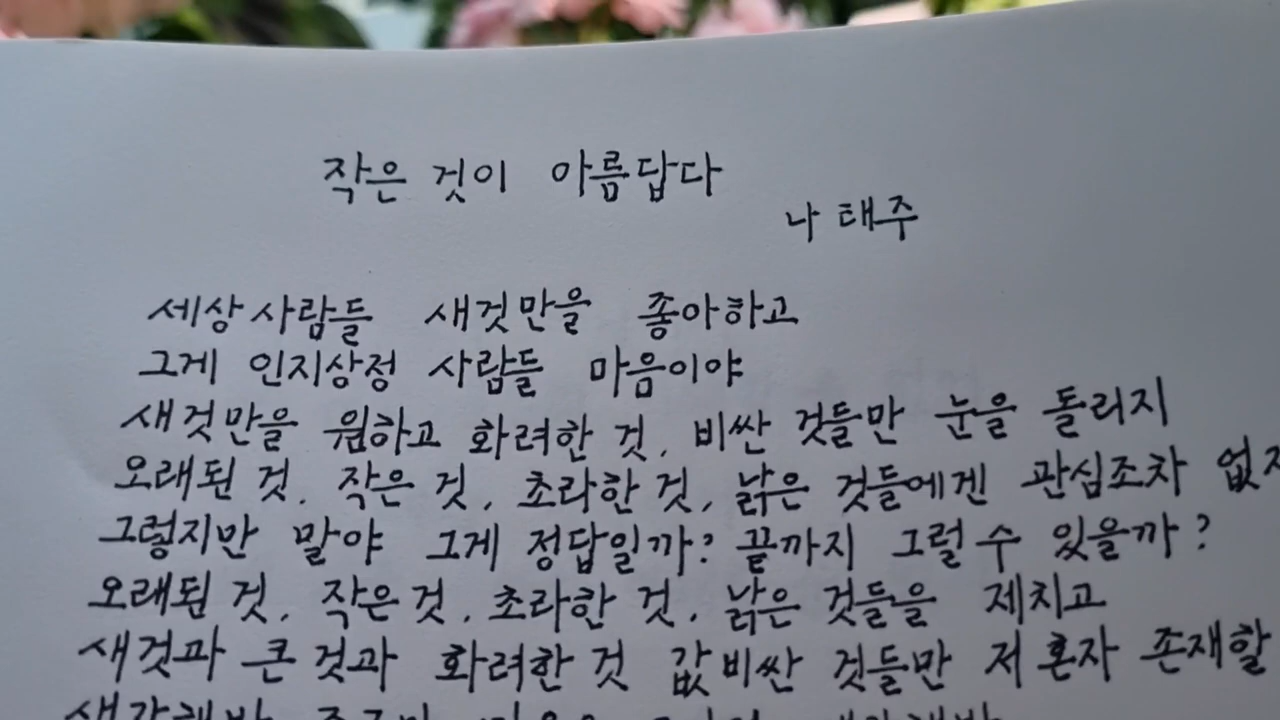 작은 것이 아름답다
나태주
세상 사람들 새것만을 좋아하고
그게 인지상정 사람들 마음이야
새것만을 원하고 화려한 것, 비싼 것들만 눈을 돌리지
오래된 것, 작은 것, 초라한 것, 낡은 것들에겐 관심조차
그렇지만 말야 그게 정답일까? 끝까지 그럴 수 있을까?
오래된 것, 작은 것, 초라한 것, 낡은 것들을 제치고
새것과 큰 것과 화려한 것 값비싼 것들만 저 혼자 존재할